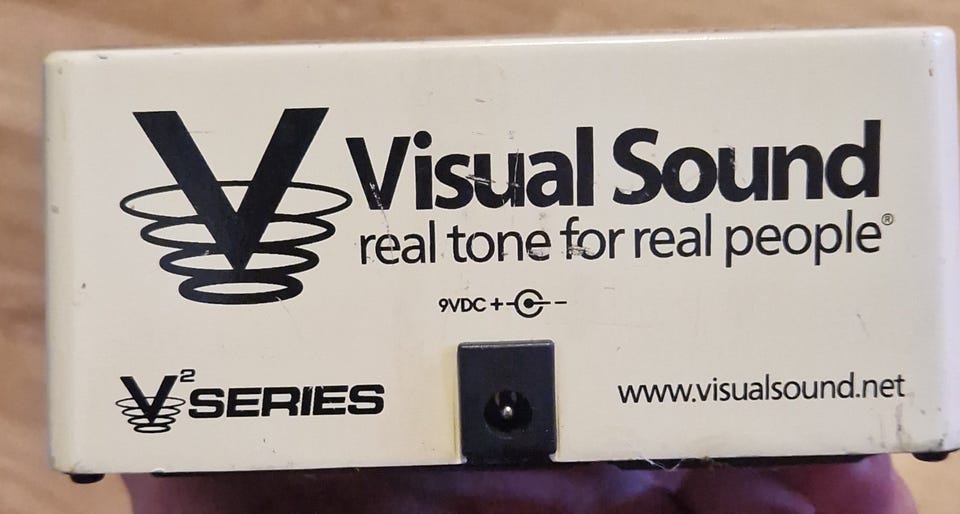 V Visual Sound
real tone for real people®
9VDC + -
V² SERIES
www.visualsound.net